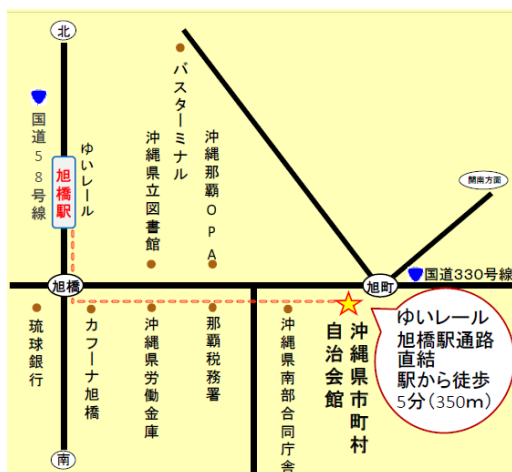 北
国道58号線
ゆいレール
旭橋駅
バスターミナル
沖縄県立図書館
沖縄那覇OPA
開南方面
旭橋
旭町
国道330号線
琉球銀行
カフーナ旭橋
沖縄県労働金庫
那覇税務署
沖縄県南部合同庁舎
沖縄県市町村
自治会館
ゆいレール
旭橋駅通路
直結
駅から徒歩
5分(350m)
南